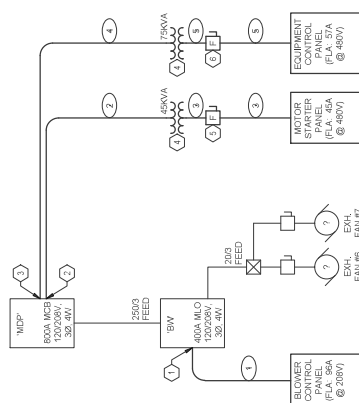 'MDP'
800A MCB
120/208V,
3Ø, 4W
3
2
250/3
FEED
'BW'
400A MLO
120/208V,
3Ø, 4W
1
1
BLOWER
CONTROL
PANEL
(FLA: 96A
@ 208V)
20/3
FEED
?
EXH.
FAN #6
?
EXH.
FAN #7
2
45KVA
4
3
F
5
3
MOTOR
STARTER
PANEL
(FLA: 45A
@ 480V)
4
75KVA
4
5
F
6
5
EQUIPMENT
CONTROL
PANEL
(FLA: 57A
@ 480V)